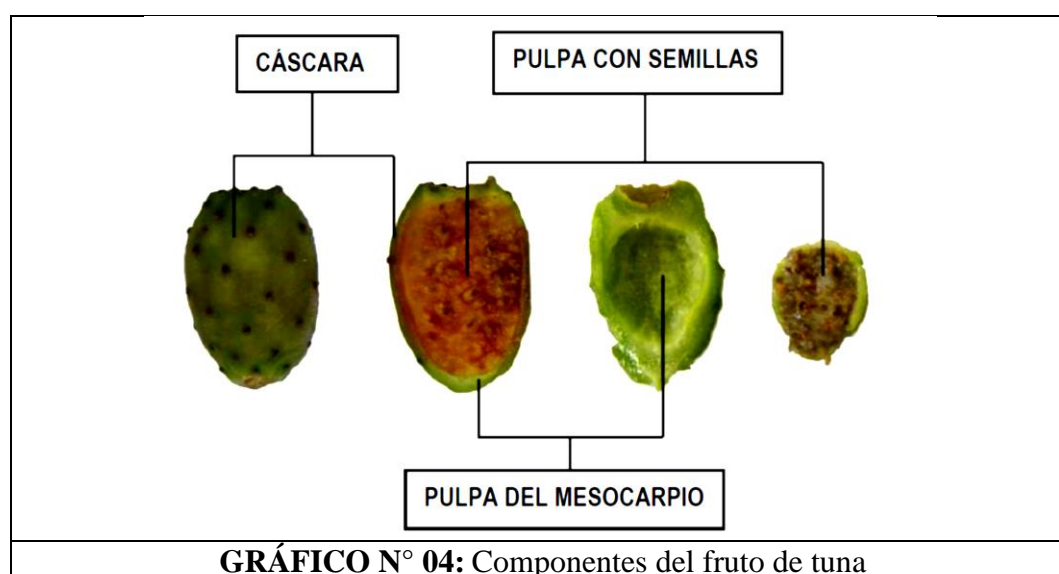 CÁSCARA
PULPA CON SEMILLAS
PULPA DEL MESOCARPIO
GRÁFICO N° 04: Componentes del fruto de tuna